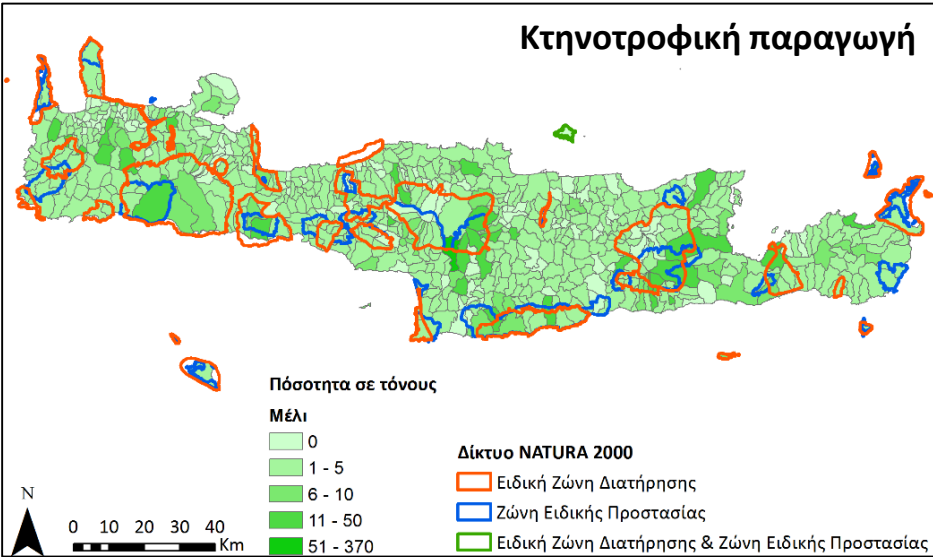 Κτηνοτροφική παραγωγή
Πόσοτητα σε τόνους
Μέλι
0
1 - 5
6 - 10
11 - 50
51 - 370
Δίκτυο NATURA 2000
Ειδική Ζώνη Διατήρησης
Ζώνη Ειδικής Προστασίας
Ειδική Ζώνη Διατήρησης & Ζώνη Ειδικής Προστασίας
N
0 10 20 30 40
Km